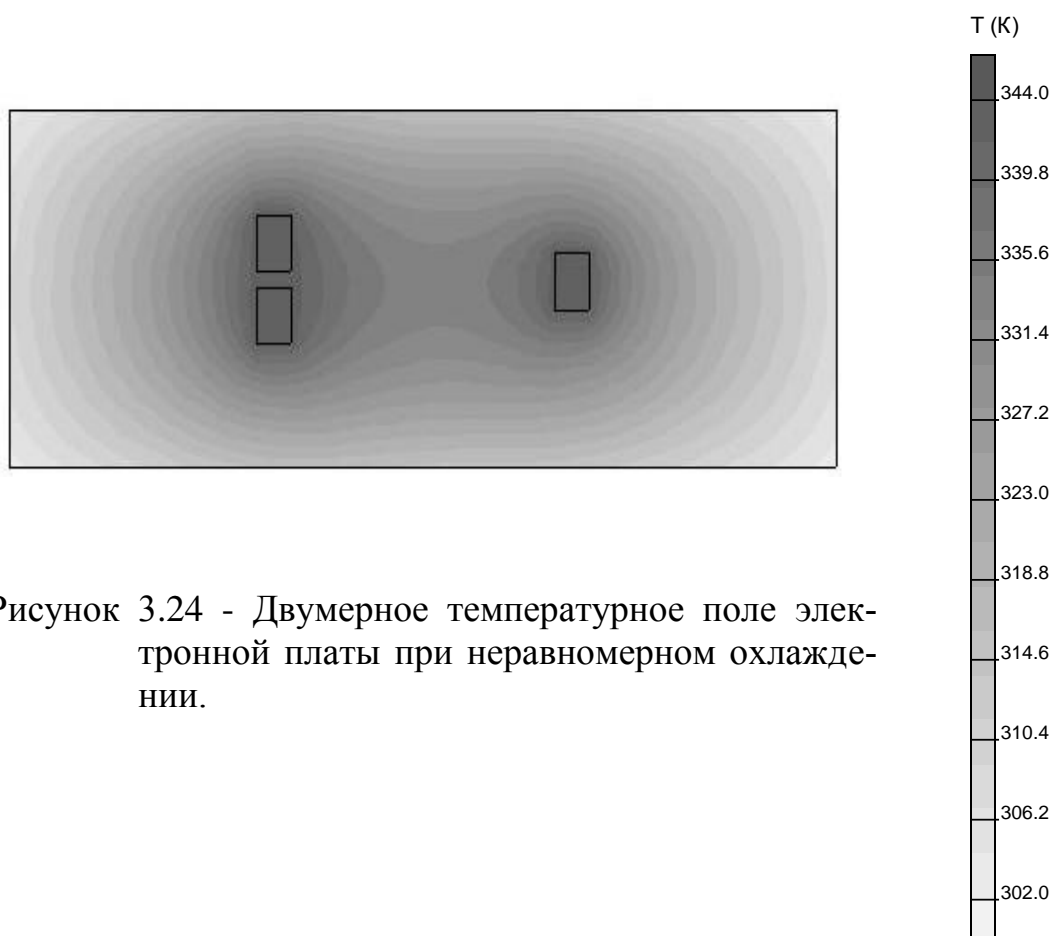 T (К)
344.0
339.8
335.6
331.4
327.2
323.0
318.8
314.6
310.4
306.2
302.0
Рисунок 3.24 - Двумерное температурное поле элек-
тронной платы при неравномерном охлажде-
нии.